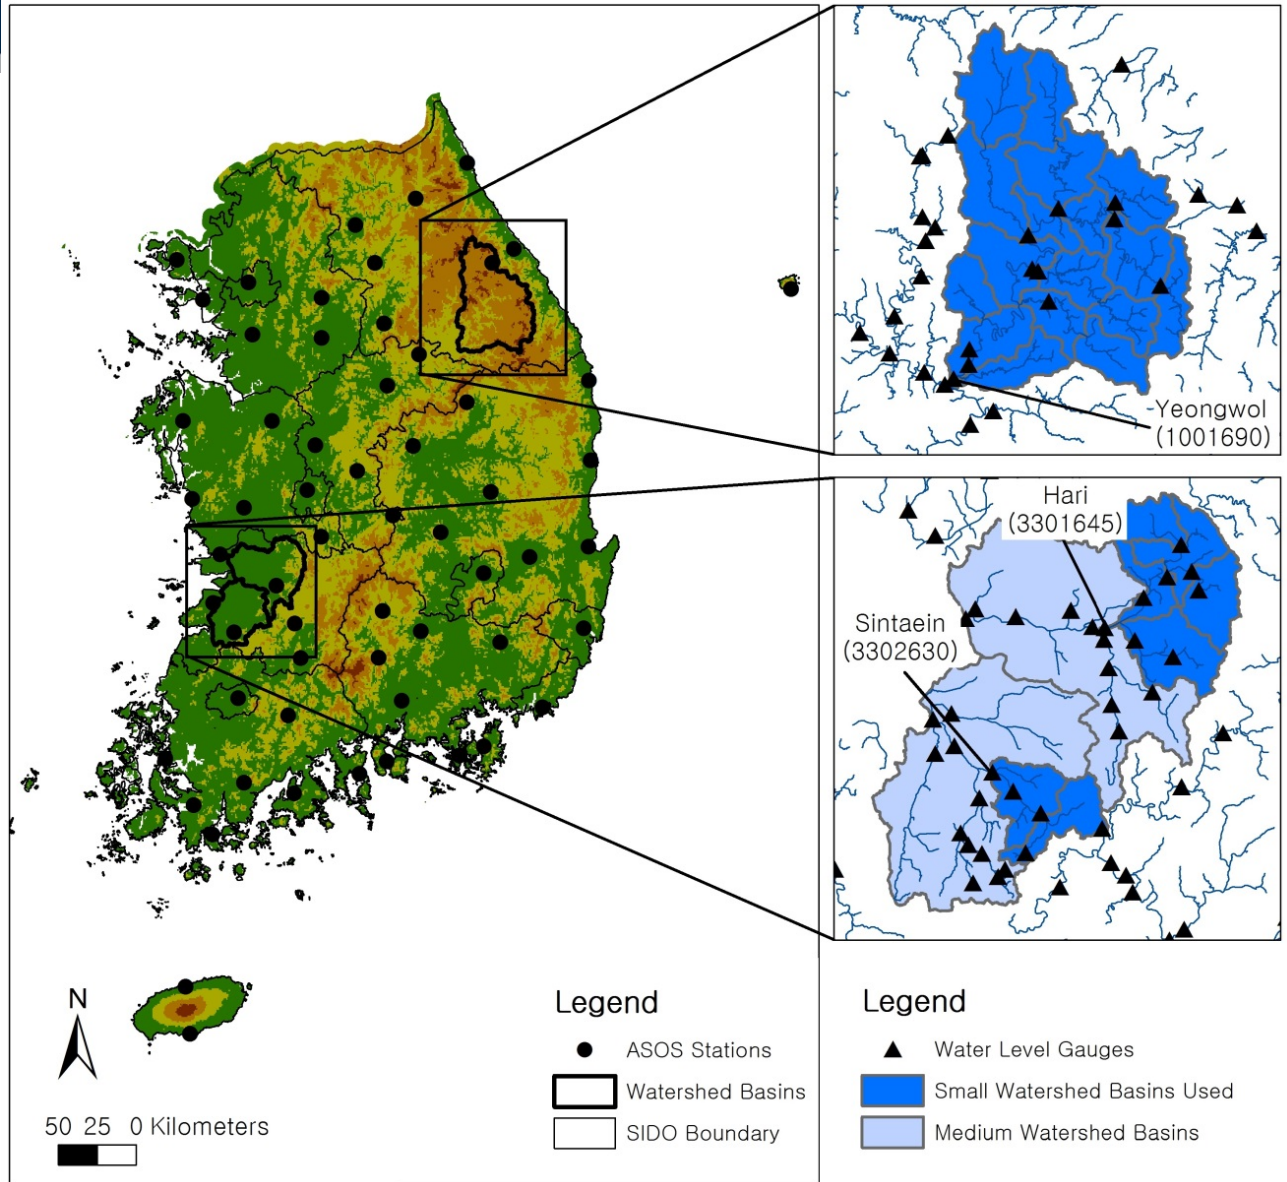 Yeongwol
(1001690)
Hari
(3301645)
Sintaein
(3302630)
N
50 25 0 Kilometers
Legend
ASOS Stations
Watershed Basins
SIDO Boundary
Legend
Water Level Gauges
Small Watershed Basins Used
Medium Watershed Basins